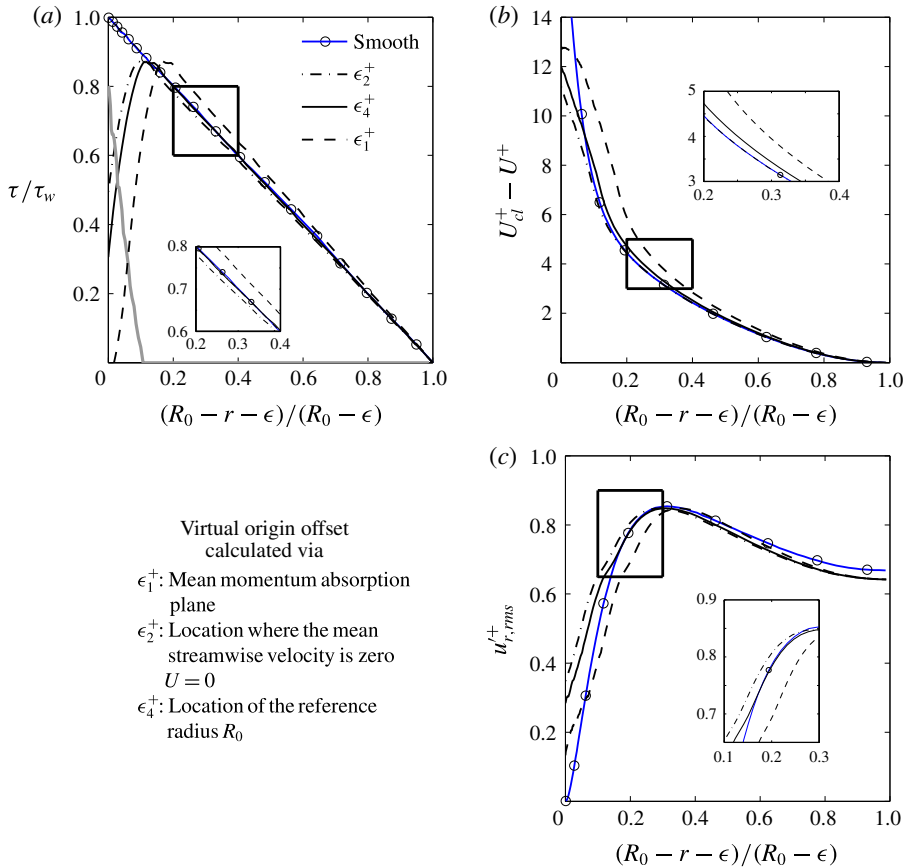 (a)
1.0
0.8
0.6
0.4
0.2
τ/τ_w
Smooth
ϵ₂⁺
ϵ₄⁺
ϵ₁⁺
0.8
0.7
0.6
0.2 0.3 0.4
0 0.2 0.4 0.6 0.8 1.0
(R₀ − r − ϵ)/(R₀ − ϵ)
(b)
14
12
10
8
6
4
2
0
U⁺_cl − U⁺
5
4
3
0.2 0.3 0.4
0 0.2 0.4 0.6 0.8 1.0
(R₀ − r − ϵ)/(R₀ − ϵ)
Virtual origin offset
calculated via
ϵ₁⁺: Mean momentum absorption
plane
ϵ₂⁺: Location where the mean
streamwise velocity is zero
U = 0
ϵ₄⁺: Location of the reference
radius R₀
(c)
1.0
0.8
0.6
0.4
0.2
0
u′⁺_r,rms
0.9
0.8
0.7
0.1 0.2 0.3
0 0.2 0.4 0.6 0.8 1.0
(R₀ − r − ϵ)/(R₀ − ϵ)